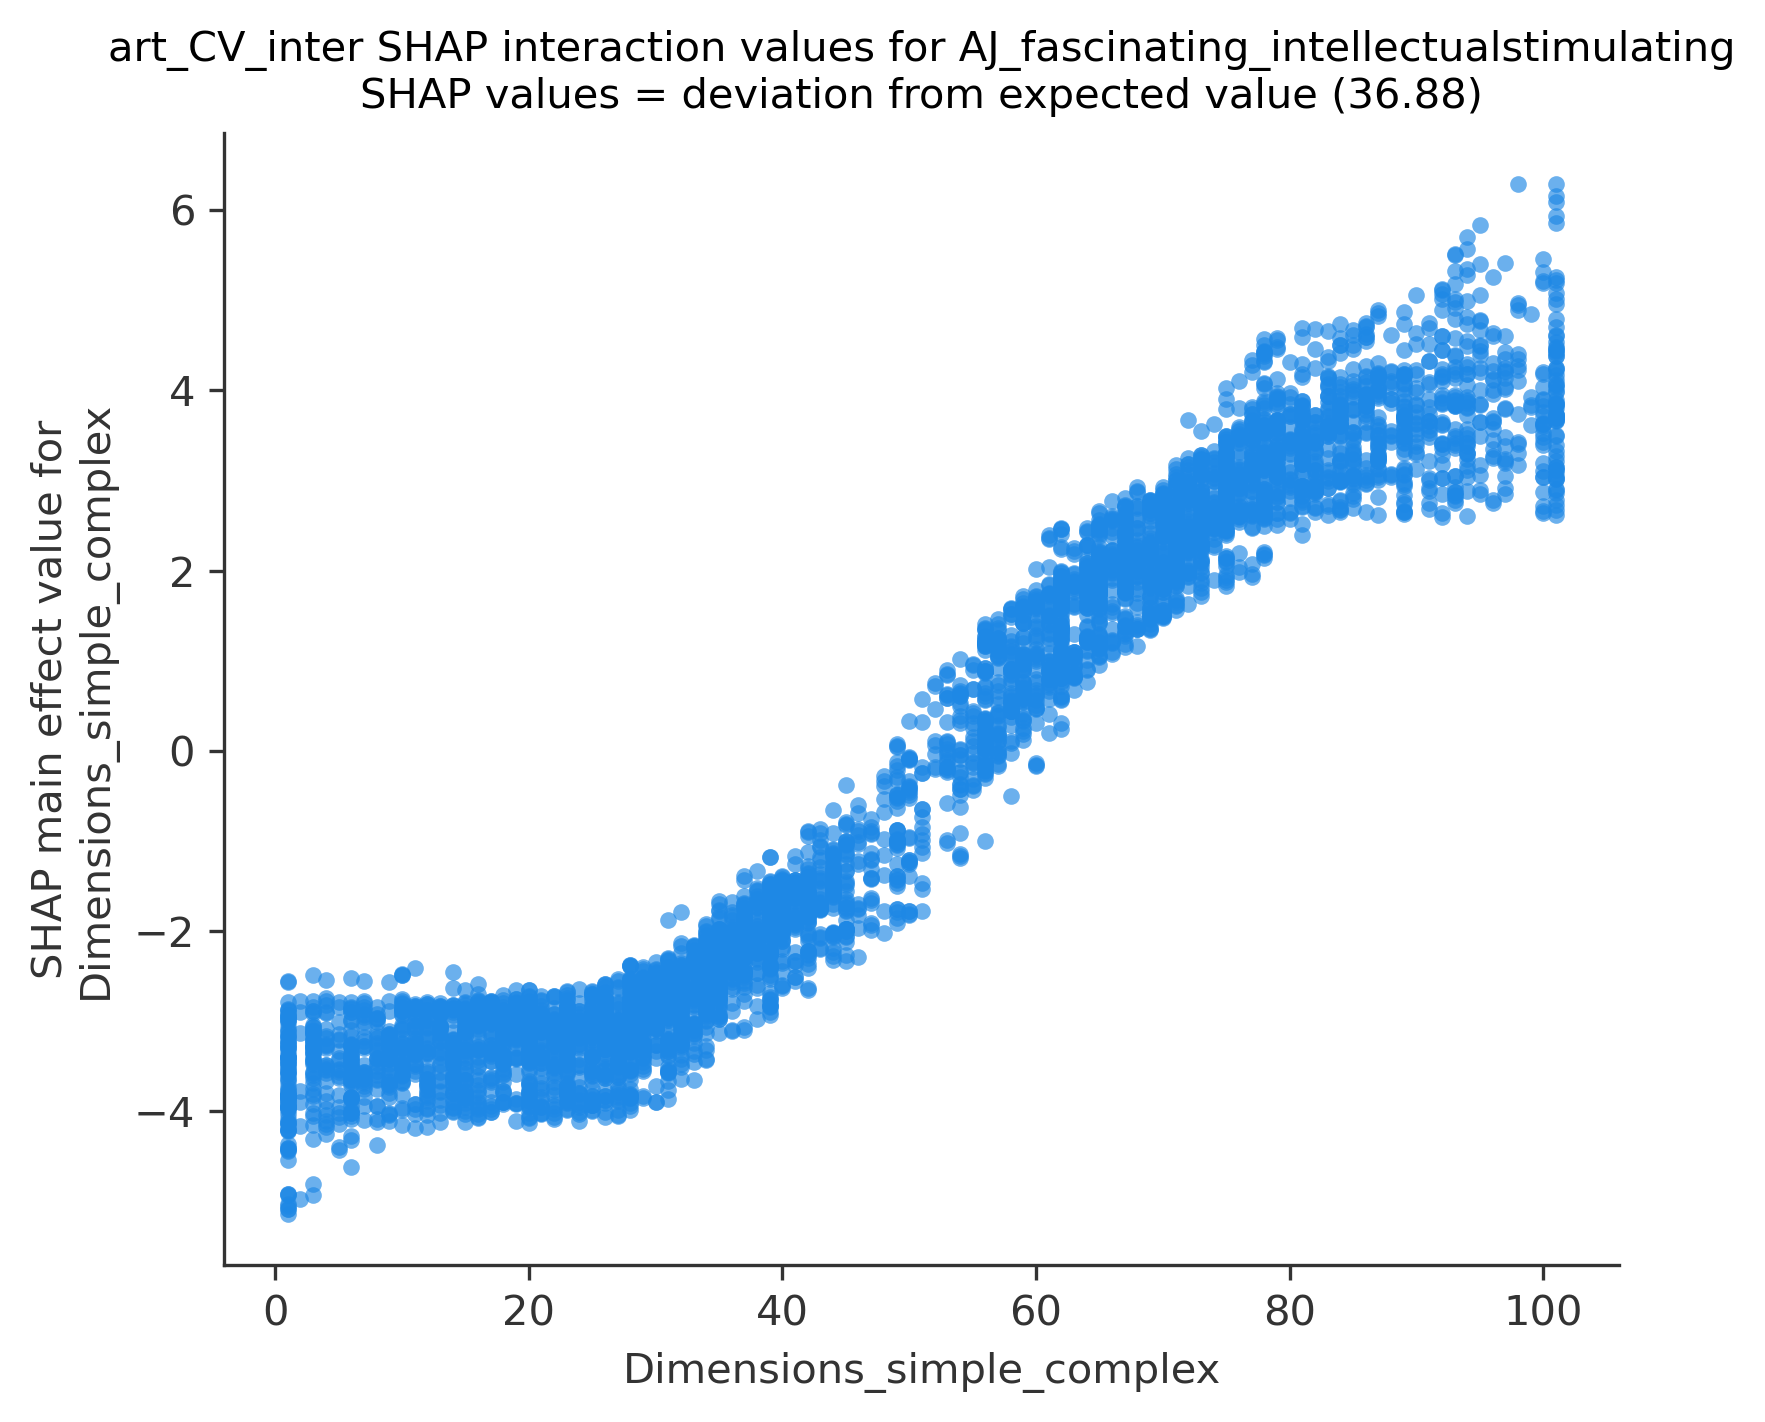 art_CV_inter SHAP interaction values for AJ_fascinating_intellectualstimulating
SHAP values = deviation from expected value (36.88)
SHAP main effect value for
Dimensions_simple_complex
6
4
2
0
−2
−4
0 20 40 60 80 100
Dimensions_simple_complex